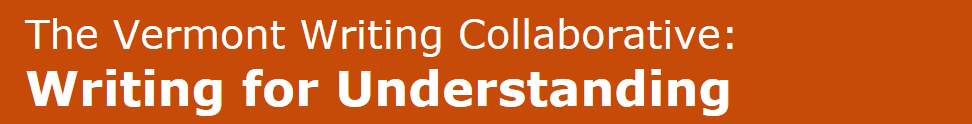 The Vermont Writing Collaborative:
Writing for Understanding